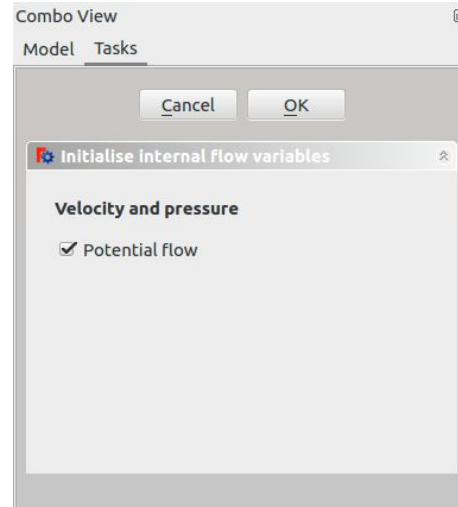 Combo View
Model Tasks
Cancel OK
Initialise internal flow variables
Velocity and pressure
Potential flow